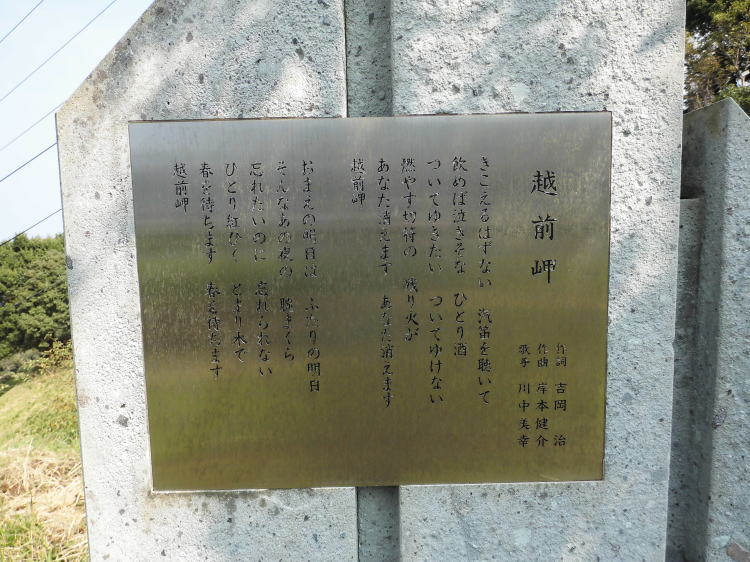 越前岬
作詞 吉岡 治
作曲 岸本健介
歌手 川中美幸
きこえるはずない 汽笛を聴いて
飲めば泣きそな ひとり酒
ついてゆきたい ついてゆけない
燃やす切符の 残り火が
あなた消えます あなた消えます
越前岬
おまえの明日は ふたりの明日
そんなあの夜の 腕まくら
忘れたいのに 忘れられない
ひとり紅ひく とまり木で
春を待ちます 春を待ちます
越前岬